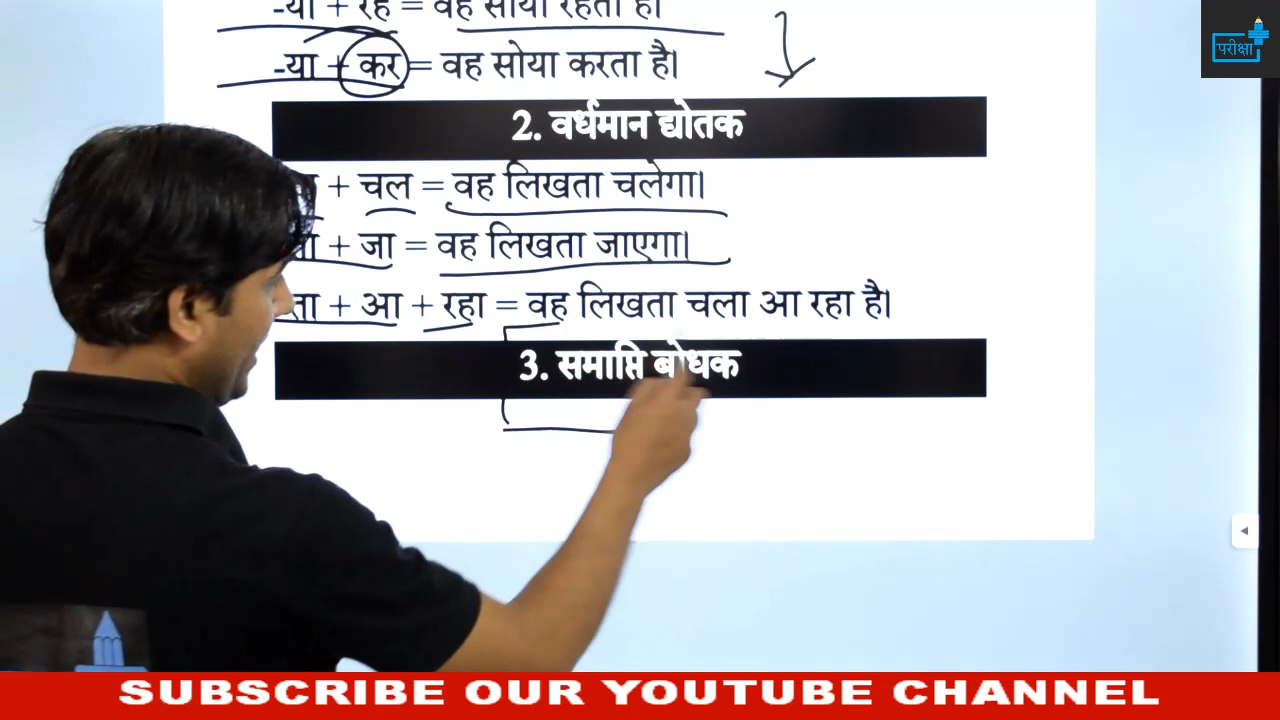 -या + रह = वह सोया रहता है।
-या + कर = वह सोया करता है।
परीक्षा
2. वर्धमान द्योतक
+ चल = वह लिखता चलेगा।
+ जा = वह लिखता जाएगा।
ता + आ + रहा = वह लिखता चला आ रहा है।
3. समाप्ति बोधक
SUBSCRIBE OUR YOUTUBE CHANNEL